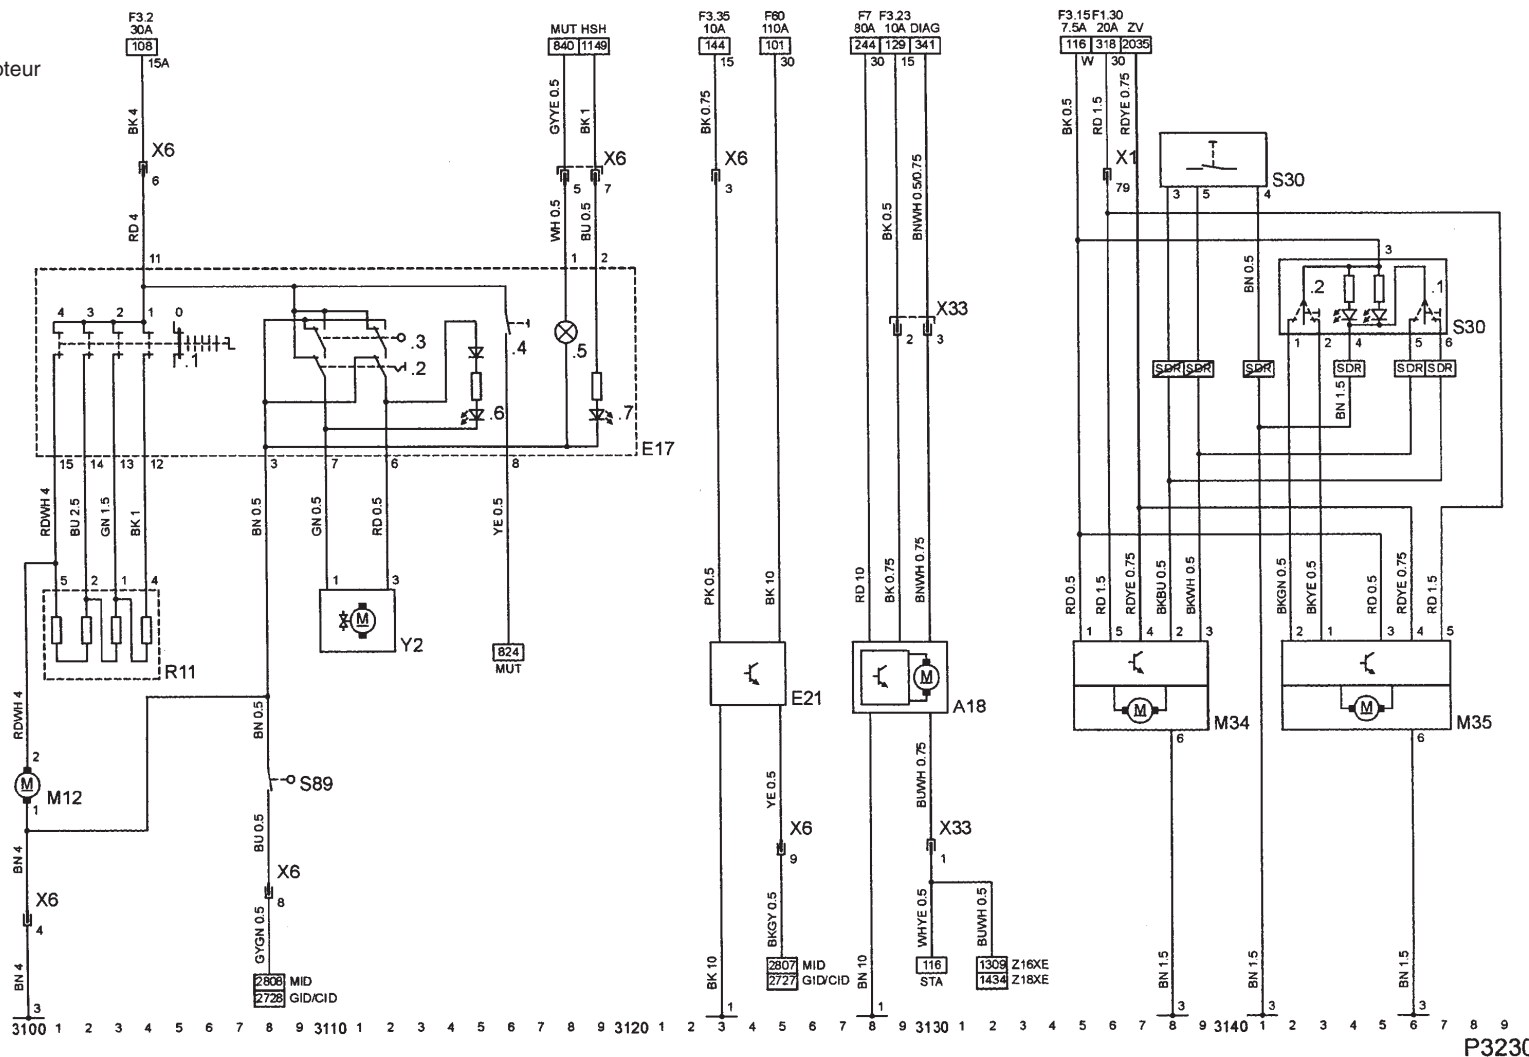 F3.2
30A
108
15A
oteur
BK 4
X6
6
RD 4
11
MUT HSH
840 1149
GYYE 0.5
BK 1
X6
5 7
WH 0.5
BU 0.5
1 2
F3.35
10A
144
15
BK 0.75
X6
3
F60
110A
101
30
F7 F3.23
80A 10A DIAG
244 129 341
30 15
BK 0.5
BNWH 0.5/0.75
X33
2 3
F3.15 F1.30
7.5A 20A ZV
116 318 2035
W 30
BK 0.5
RD 1.5
RDYE 0.75
X1
79
S30
3 5 4
BN 0.5
3
.2 .1
S30
1 2 4 5 6
SDR SDR SDR SDR SDR SDR
BN 1.5
4 3 2 1 0
.1
.3
.2
.4
.5
.6
.7
E17
15 14 13 12 3 7 6 8
RDWH 4
BU 2.5
GN 1.5
BK 1
BN 0.5
GN 0.5
RD 0.5
YE 0.5
5 2 1 4
R11
1 3
M
Y2
824
MUT
PK 0.5
BK 10
E21
RD 10
BK 0.75
BNWH 0.75
M
A18
RD 0.5
RD 1.5
RDYE 0.75
BKBU 0.5
BKWH 0.5
BKGN 0.5
BKYE 0.5
RD 0.5
RDYE 0.75
RD 1.5
1 5 4 2 3
2 1 3 4 5
M
M34
6
M
M35
6
RDWH 4
2
M
M12
1
BN 4
X6
4
BN 4
3
BN 0.5
S89
BU 0.5
X6
8
GYGN 0.5
2808 MID
2728 GID/CID
YE 0.5
X6
9
BKGY 0.5
BK 10
1
2807 MID
2727 GID/CID
BUWH 0.75
X33
1
WHYE 0.5
BUWH 0.5
BN 10
1
116
STA
1309 Z16XE
1434 Z18XE
BN 1.5
3
BN 1.5
3
BN 1.5
3
3100 1 2 3 4 5 6 7 8 9 3110 1 2 3 4 5 6 7 8 9 3120 1 2 3 4 5 6 7 8 9 3130 1 2 3 4 5 6 7 8 9 3140 1 2 3 4 5 6 7 8 9
P3230